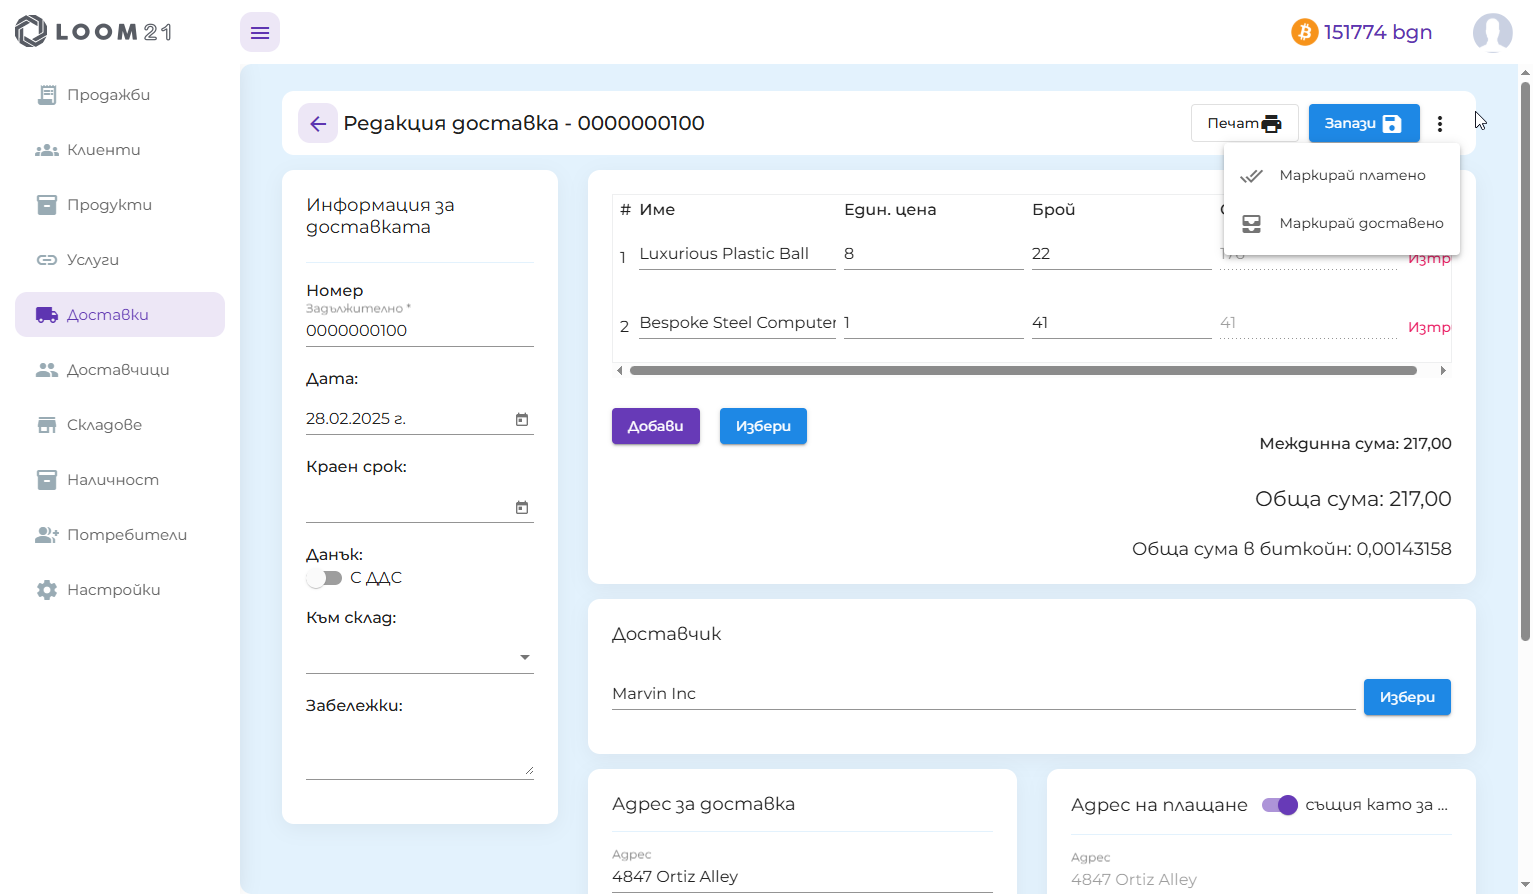 LOOM21
151774 bgn
Продажби
Клиенти
Продукти
Услуги
Доставки
Доставчици
Складове
Наличност
Потребители
Настройки
Редакция доставка - 0000000100
Печат
Запази
Маркирай платено
Маркирай доставено
Информация за
доставката
Номер
Задължително *
0000000100
Дата:
28.02.2025 г.
Краен срок:
Данък:
С ДДС
Към склад:
Забележки:
# Име Един. цена Брой
1 Luxurious Plastic Ball 8 22 176 Изтр
2 Bespoke Steel Computer 1 41 41 Изтр
Добави
Избери
Междинна сума: 217,00
Обща сума: 217,00
Обща сума в биткойн: 0,00143158
Доставчик
Marvin Inc
Избери
Адрес за доставка
Адрес
4847 Ortiz Alley
Адрес на плащане
същия като за ...
Адрес
4847 Ortiz Alley